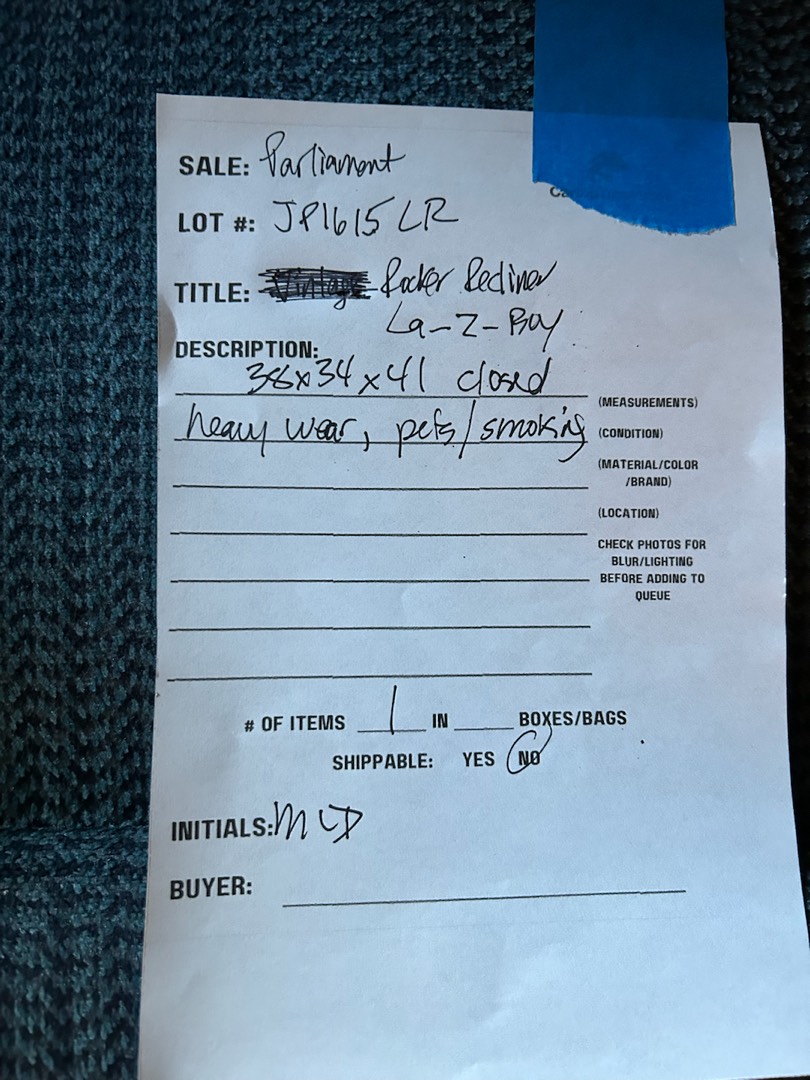 SALE: Parliament
LOT #: JP1615 LR
TITLE: Rocker Recliner
La-Z-Boy
DESCRIPTION:
38x34x41 closed
(MEASUREMENTS)
heavy wear, pets/smoking
(CONDITION)
(MATERIAL/COLOR
/BRAND)
(LOCATION)
CHECK PHOTOS FOR
BLUR/LIGHTING
BEFORE ADDING TO
QUEUE
# OF ITEMS 1 IN ____ BOXES/BAGS
SHIPPABLE: YES NO
INITIALS: MCD
BUYER: